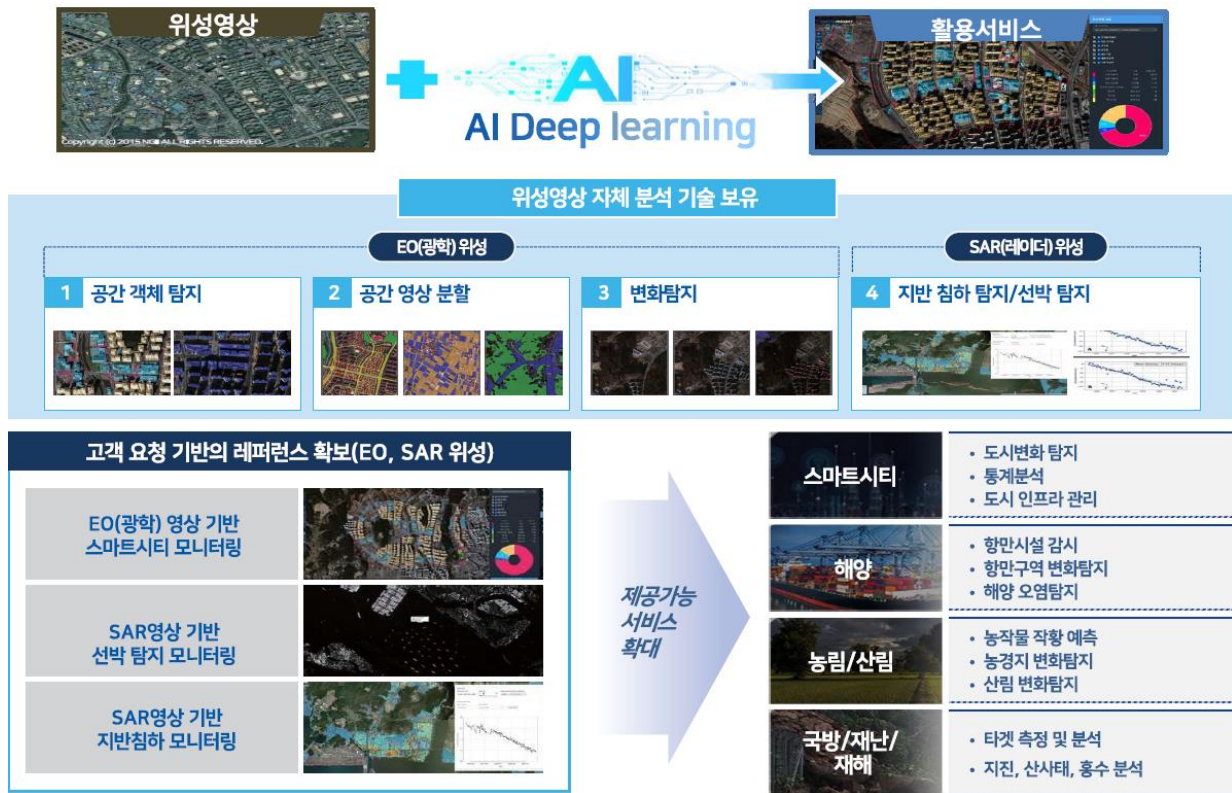 위성영상
Copyright (c) 2015 NGII ALL RIGHTS RESERVED.
AI
AI Deep learning
활용서비스
위성영상 자체 분석 기술 보유
EO(광학) 위성
SAR(레이더) 위성
1 공간 객체 탐지
2 공간 영상 분할
3 변화탐지
4 지반 침하 탐지/선박 탐지
고객 요청 기반의 레퍼런스 확보(EO, SAR 위성)
EO(광학) 영상 기반
스마트시티 모니터링
SAR영상 기반
선박 탐지 모니터링
SAR영상 기반
지반침하 모니터링
제공가능
서비스
확대
스마트시티
• 도시변화 탐지
• 통계분석
• 도시 인프라 관리
해양
• 항만시설 감시
• 항만구역 변화탐지
• 해양 오염탐지
농림/산림
• 농작물 작황 예측
• 농경지 변화탐지
• 산림 변화탐지
국방/재난/
재해
• 타겟 측정 및 분석
• 지진, 산사태, 홍수 분석